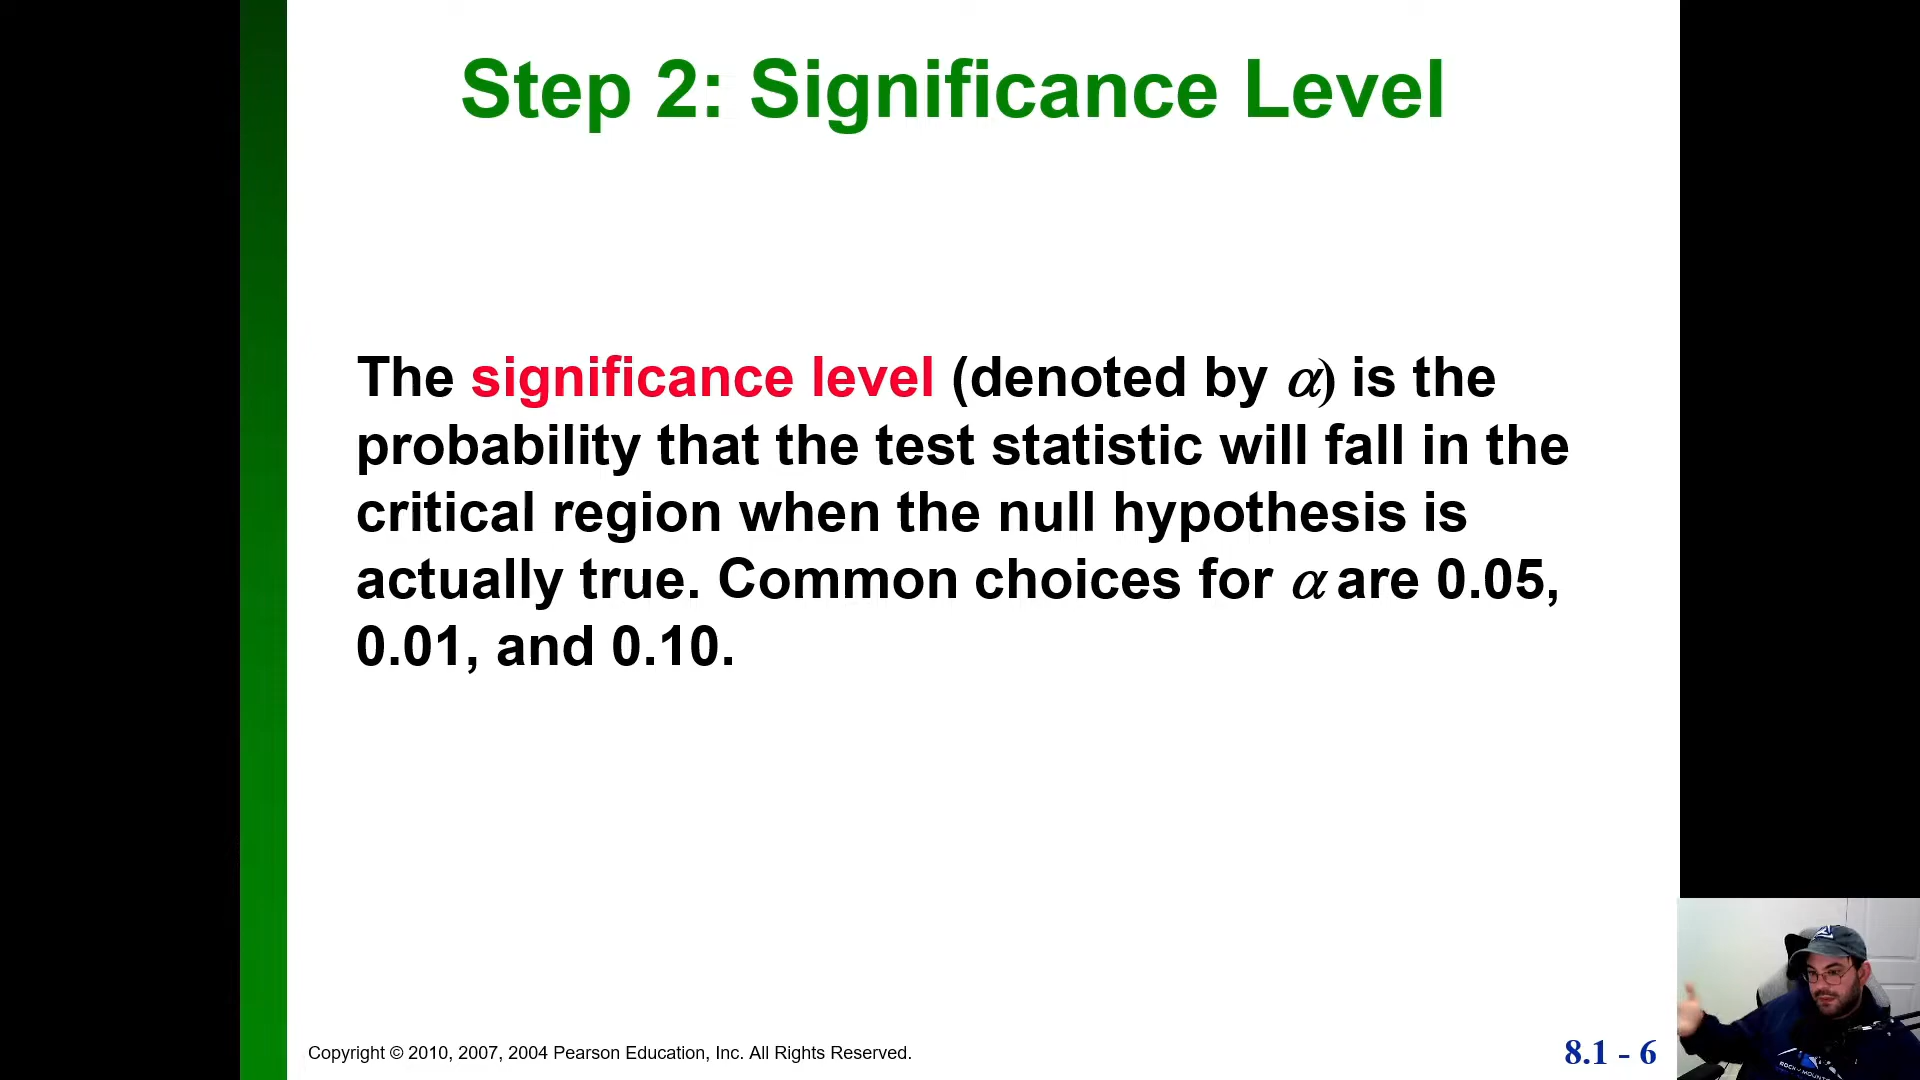 Step 2: Significance Level
The significance level (denoted by α) is the
probability that the test statistic will fall in the
critical region when the null hypothesis is
actually true. Common choices for α are 0.05,
0.01, and 0.10.
Copyright © 2010, 2007, 2004 Pearson Education, Inc. All Rights Reserved.
8.1 - 6